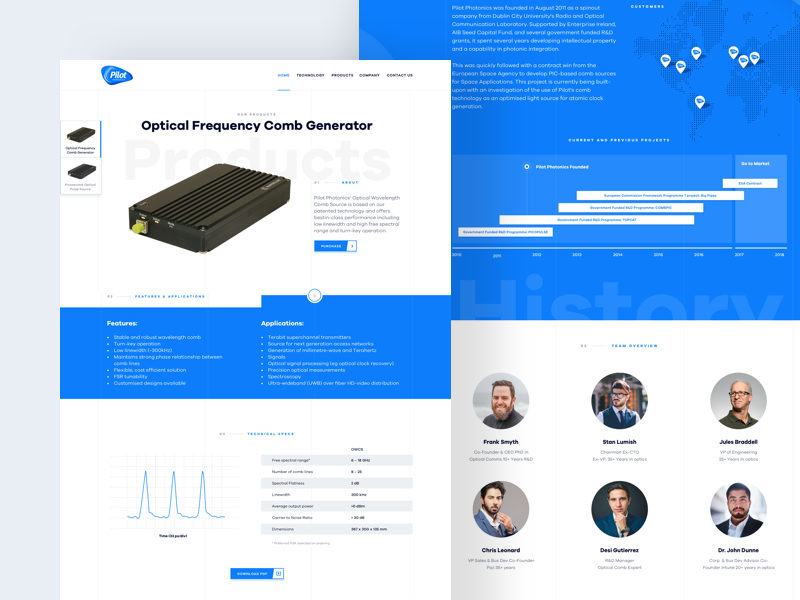 Pilot
HOME
TECHNOLOGY
PRODUCTS
COMPANY
CONTACT US
OUR PRODUCTS
Products
Optical Frequency Comb Generator
Optical Frequency
Comb Generator
Picosecond Optical
Pulse Source
01 ABOUT
Pilot Photonics' Optical Wavelength
Comb Source is based on our
patented technology and offers
best-in-class performance including
low linewidth and high free spectral
range and turn-key operation.
PURCHASE
FEATURES & APPLICATIONS
Features:
• Stable and robust wavelength comb
• Turn-key operation
• Low linewidth (~300kHz)
• Maintains strong phase relationship between
comb lines
• Flexible, cost efficient solution
• FSR tunability
• Customised designs available
Applications:
• Terabit superchannel transmitters
• Source for next generation access networks
• Generation of millimetre-wave and Terahertz
• Signals
• Optical signal processing (eg optical clock recovery)
• Precision optical measurements
• Spectroscopy
• Ultra-wideband (UWB) over fiber HD-video distribution
TECHNICAL SPECS
Time (33 ps/div)
OWCS
Free spectral range* 6 – 18 GHz
Number of comb lines 8 – 25
Spectral Flatness 2 dB
Linewidth 300 kHz
Average output power >0 dBm
Carrier to Noise Ratio > 30 dB
Dimensions 267 x 300 x 125 mm
*Preferred FSR selected on ordering
DOWNLOAD PDF
Pilot Photonics was founded in August 2011 as a spinout
company from Dublin City University's Radio and Optical
Communication Laboratory. Supported by Enterprise Ireland,
AIB Seed Capital Fund, and several government funded R&D
grants, it spent several years developing intellectual property
and a capability in photonic integration.
This was quickly followed with a contract win from the
European Space Agency to develop PIC-based comb sources
for Space Applications. This project is currently being built-
upon with an investigation of the use of Pilot's comb
technology as an optimised light source for atomic clock
generation.
CUSTOMERS
CURRENT AND PREVIOUS PROJECTS
Pilot Photonics Founded
Go to Market
ESA Contract
European Commission Framework Programme 7 project: Big Pipes
Government Funded R&D Programme: COMBPIC
Government Funded R&D Programme: TOPCAT
Government Funded R&D Programme: PICOPULSE
2010
2011
2012
2013
2014
2015
2016
2017
2018
History
TEAM OVERVIEW
Frank Smyth
Co-Founder & CEO PhD in
Optical Comms 10+ Years R&D
Stan Lumish
Chairman Ex-CTO
Ex-VP. 35+ Years in optics
Jules Braddell
VP of Engineering
25+ Years in optics
Chris Leonard
VP Sales & Bus Dev Co-Founder
Faz 35+ years
Desi Gutierrez
R&D Manager
Optical Comb Expert
Dr. John Dunne
Corp. & Bus Dev Advisor Co-
Founder Intune 20+ years in optics